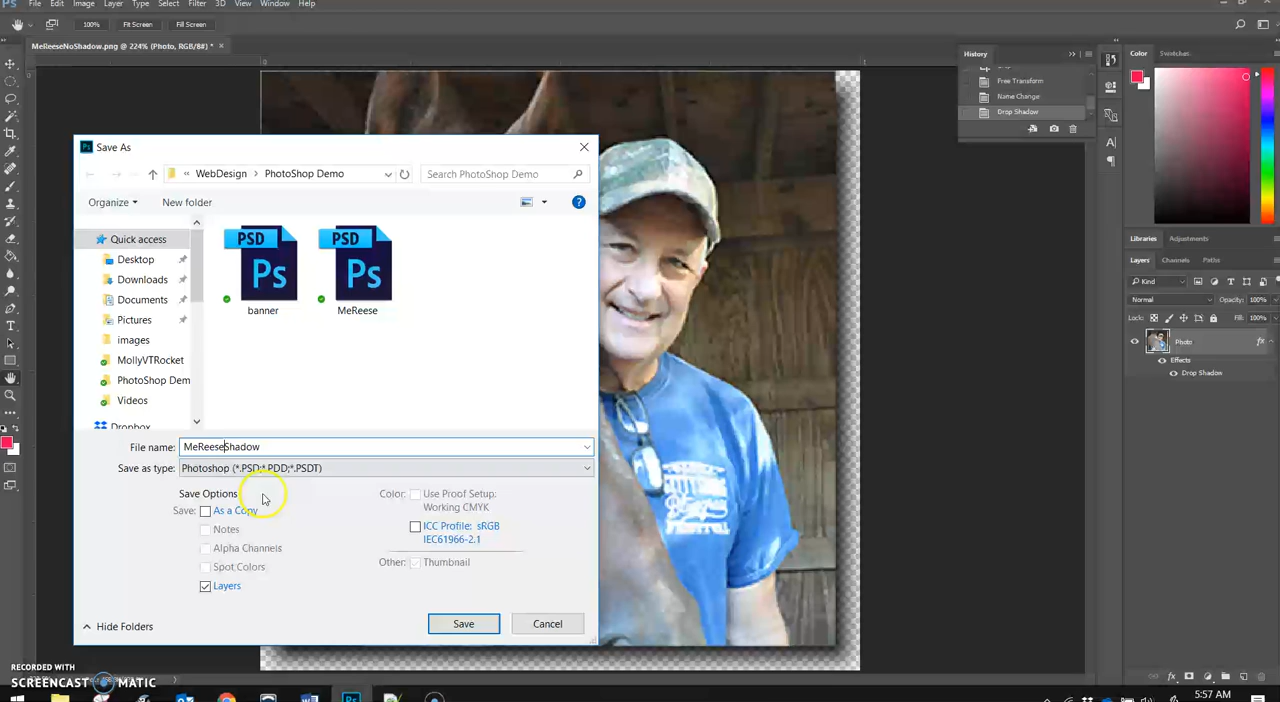 PS File Edit Image Layer Type Select Filter 3D View Window Help
100% Fit Screen Fill Screen
MeReeseNoShadow.png @ 224% (Photo, RGB/8#) * ×
0
1
History
Free Transform
Name Change
Drop Shadow
Color Swatches
Libraries Adjustments
Layers Channels Paths
Kind
Normal Opacity: 100%
Lock: Fill: 100%
Photo fx
Effects
Drop Shadow
Ps Save As
« WebDesign > PhotoShop Demo Search PhotoShop Demo
Organize New folder
Quick access
Desktop
Downloads
Documents
Pictures
images
MollyVTRocket
PhotoShop Dem
Videos
Dropbox
PSD Ps
banner
PSD Ps
MeReese
File name: MeReeseShadow
Save as type: Photoshop (*.PSD;*.PDD;*.PSDT)
Save Options
Save: As a Copy
Notes
Alpha Channels
Spot Colors
Layers
Color: Use Proof Setup:
Working CMYK
ICC Profile: sRGB
IEC61966-2.1
Other: Thumbnail
Hide Folders
Save Cancel
RECORDED WITH
SCREENCAST MATIC
5:57 AM